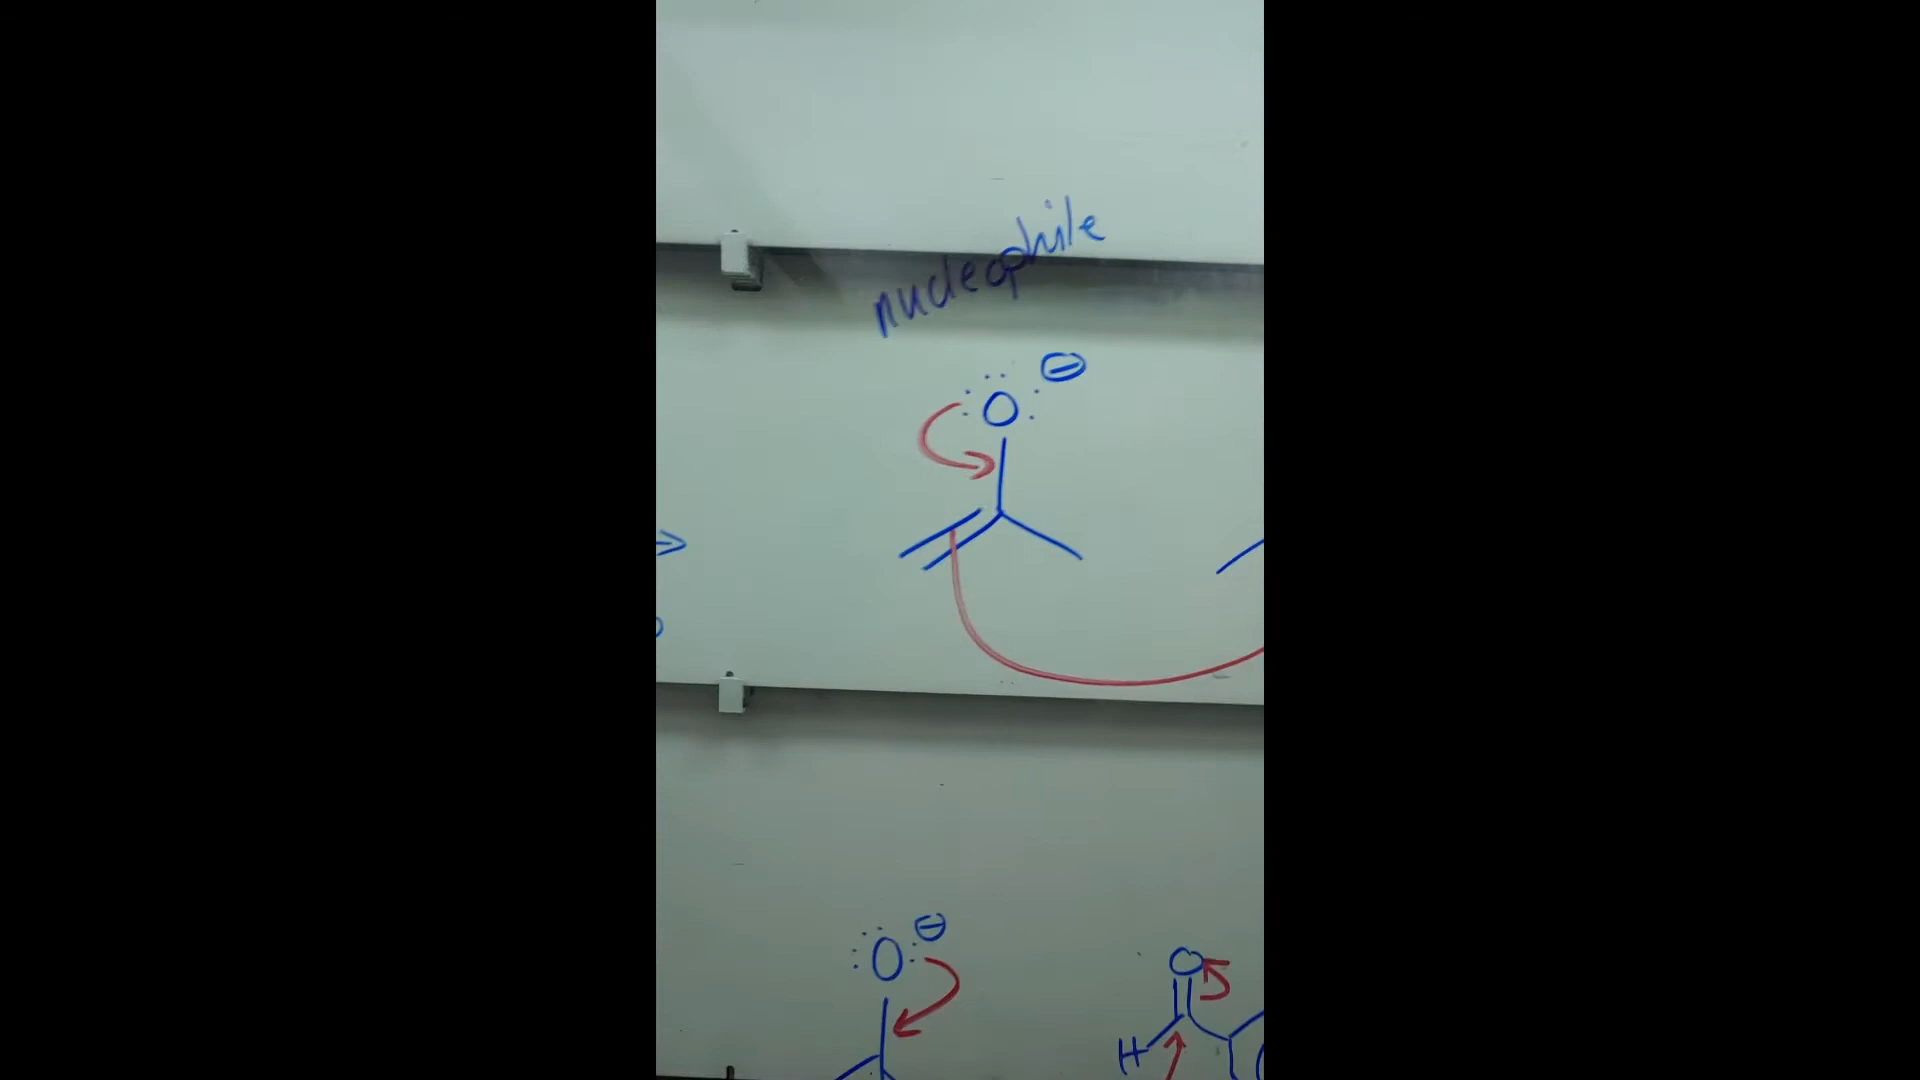 nucleophile
O ⊖
O ⊖
O
H